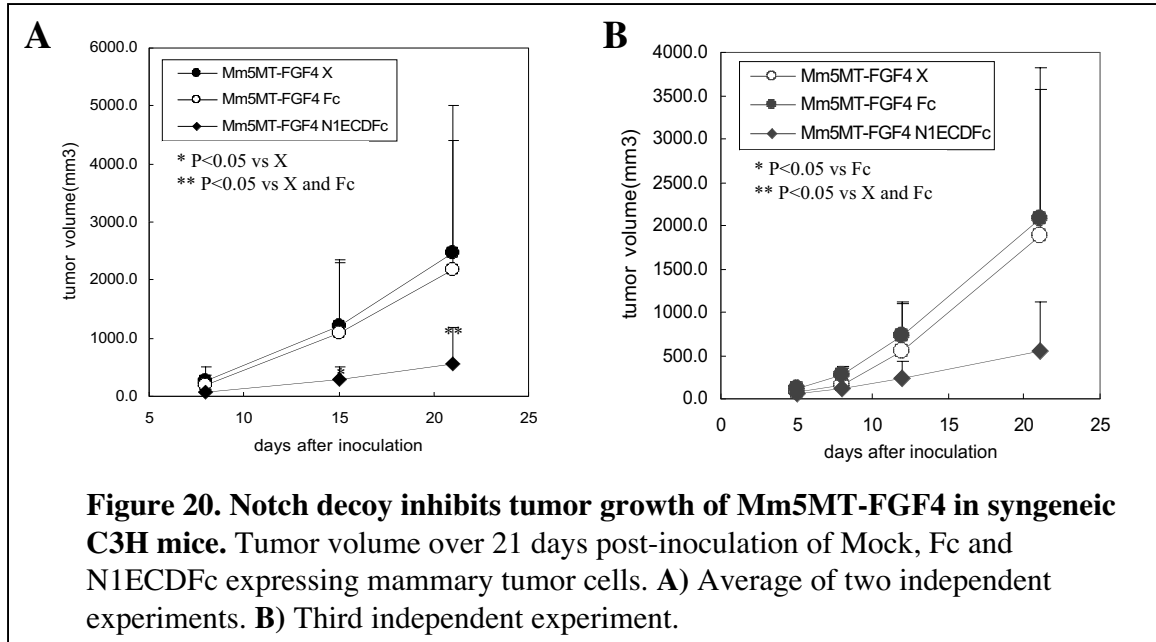 A
6000.0
5000.0
4000.0
3000.0
2000.0
1000.0
0.0
tumor volume(mm3)
Mm5MT-FGF4 X
Mm5MT-FGF4 Fc
Mm5MT-FGF4 N1ECDFc
* P<0.05 vs X
** P<0.05 vs X and Fc
*
**
5 10 15 20 25
days after inoculation
B
4000.0
3500.0
3000.0
2500.0
2000.0
1500.0
1000.0
500.0
0.0
tumor volume(mm3)
Mm5MT-FGF4 X
Mm5MT-FGF4 Fc
Mm5MT-FGF4 N1ECDFc
* P<0.05 vs Fc
** P<0.05 vs X and Fc
0 5 10 15 20 25
days after inoculation
Figure 20. Notch decoy inhibits tumor growth of Mm5MT-FGF4 in syngeneic
C3H mice. Tumor volume over 21 days post-inoculation of Mock, Fc and
N1ECDFc expressing mammary tumor cells. A) Average of two independent
experiments. B) Third independent experiment.